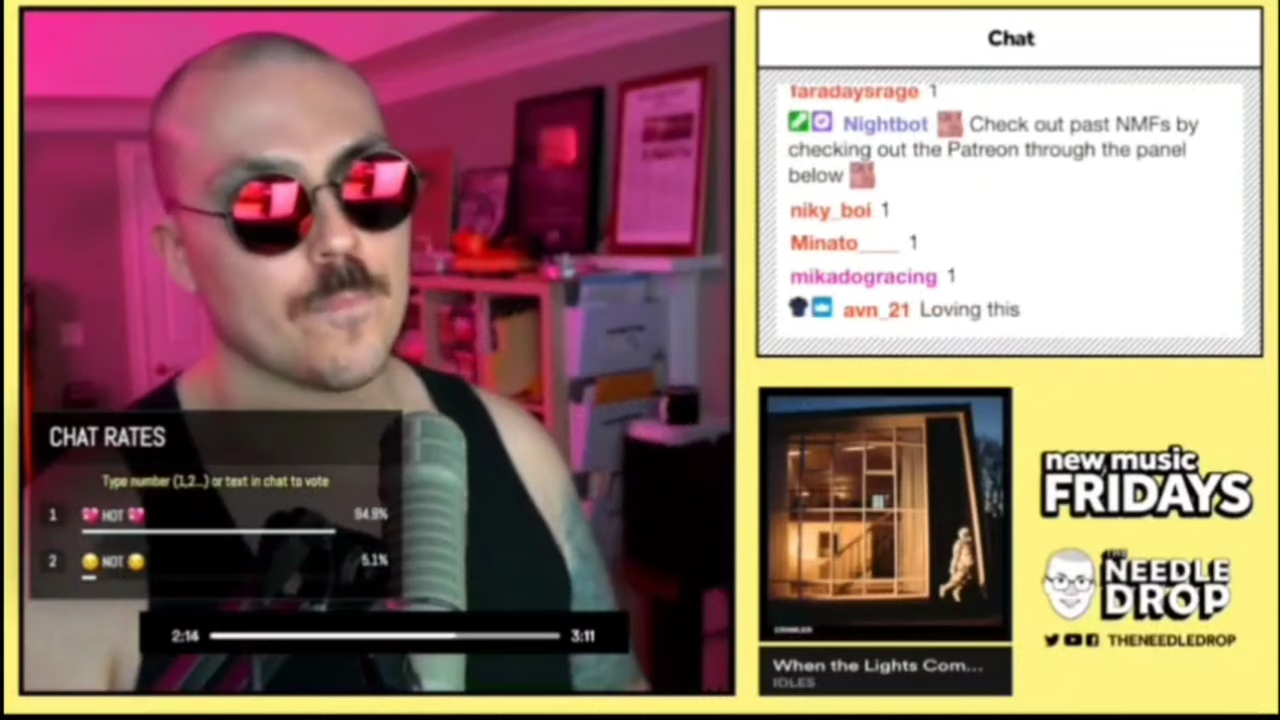 Chat
faradaysrage 1
Nightbot Check out past NMFs by
checking out the Patreon through the panel
below
niky_boi 1
Minato____ 1
mikadogracing 1
avn_21 Loving this
CHAT RATES
Type number (1,2...) or text in chat to vote
1 HOT 94.9%
2 NOT 5.1%
2:14 3:11
CRAWLER
When the Lights Com...
IDLES
new music
FRIDAYS
THE
NEEDLE
DROP
THENEEDLEDROP